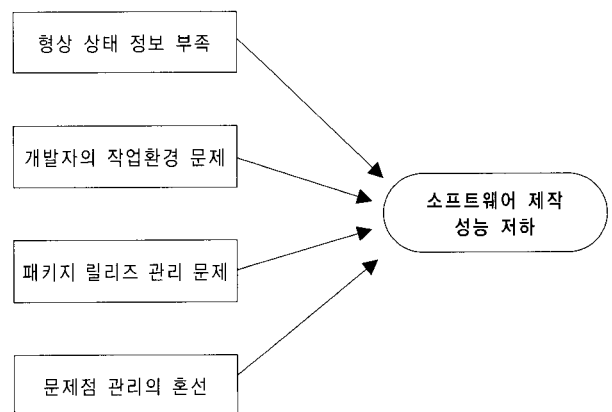 형상 상태 정보 부족
개발자의 작업환경 문제
패키지 릴리즈 관리 문제
문제점 관리의 혼선
소프트웨어 제작
성능 저하